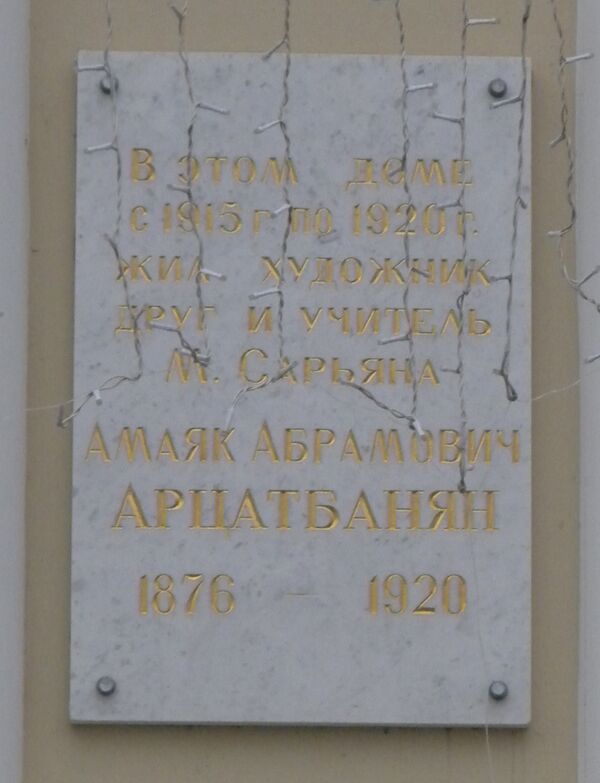 В этом доме
с 1915 г. по 1920 г.
жил художник
друг и учитель
М. Сарьяна
Амаяк Абрамович
Арцатбанян
1876 – 1920